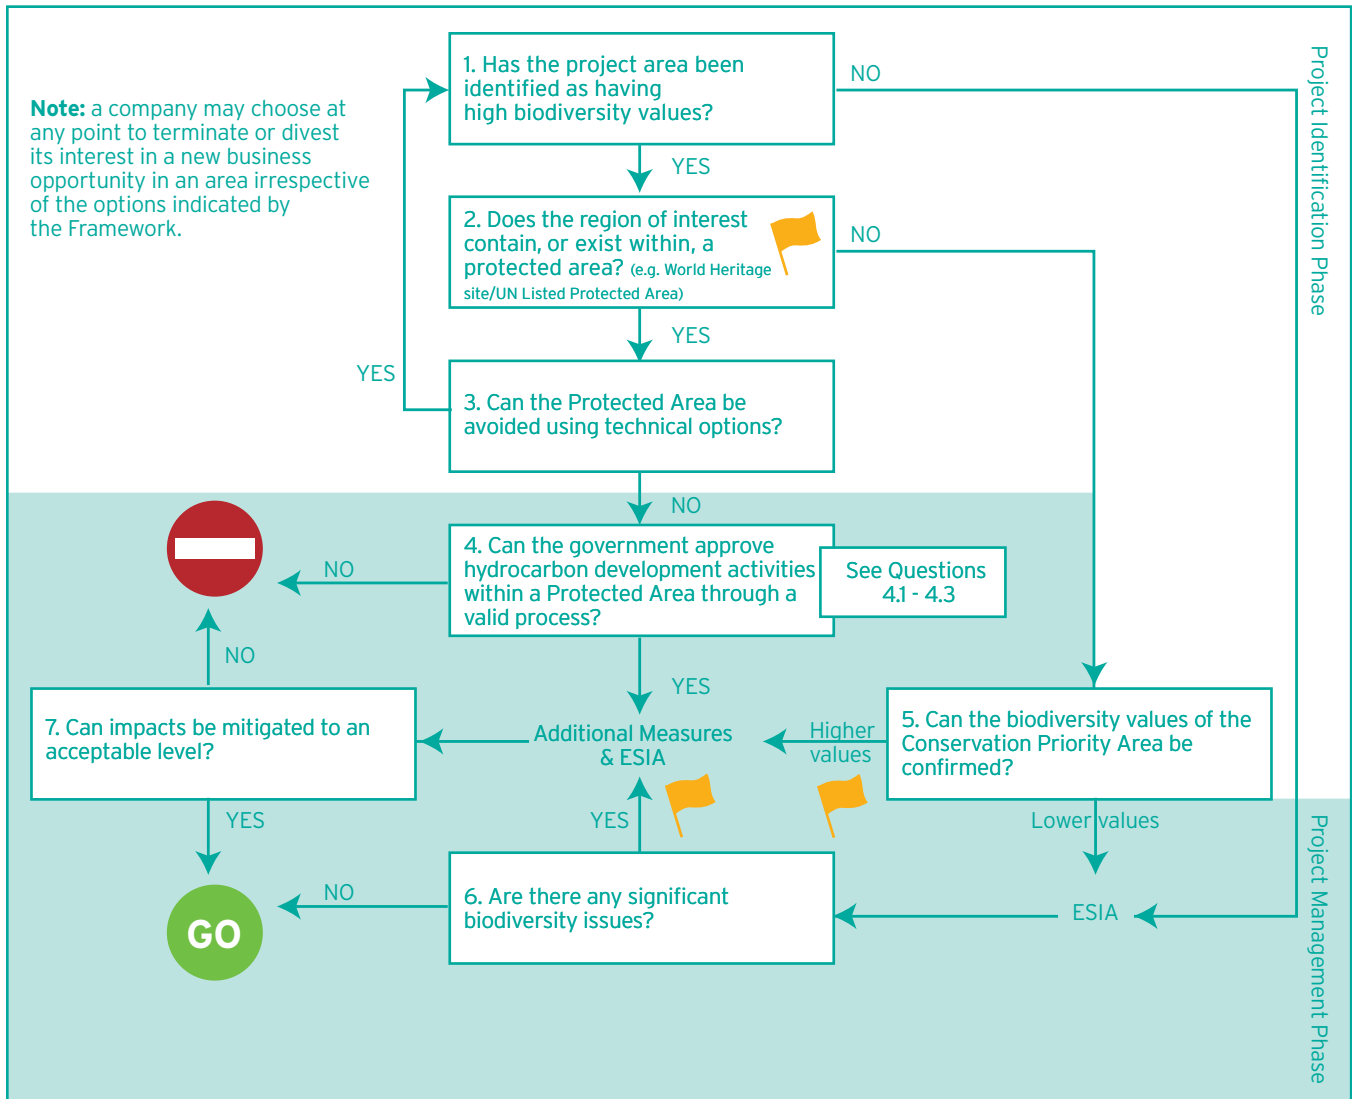 Note: a company may choose at
any point to terminate or divest
its interest in a new business
opportunity in an area irrespective
of the options indicated by
the Framework.
1. Has the project area been
identified as having
high biodiversity values?
NO
YES
2. Does the region of interest
contain, or exist within, a
protected area? (e.g. World Heritage
site/UN Listed Protected Area)
NO
YES
3. Can the Protected Area be
avoided using technical options?
YES
NO
4. Can the government approve
hydrocarbon development activities
within a Protected Area through a
valid process?
See Questions
4.1 - 4.3
NO
YES
NO
7. Can impacts be mitigated to an
acceptable level?
Additional Measures
& ESIA
Higher
values
5. Can the biodiversity values of the
Conservation Priority Area be
confirmed?
YES
YES
Lower values
6. Are there any significant
biodiversity issues?
NO
GO
ESIA
Project Identification Phase
Project Management Phase